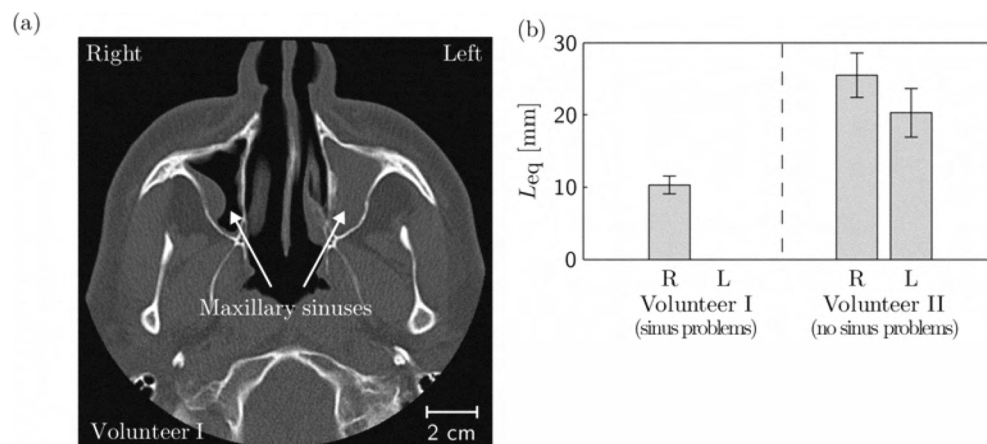 (a)
Right
Left
Maxillary sinuses
Volunteer I
2 cm
(b)
30
20
10
0
Leq [mm]
R L R L
Volunteer I Volunteer II
(sinus problems) (no sinus problems)